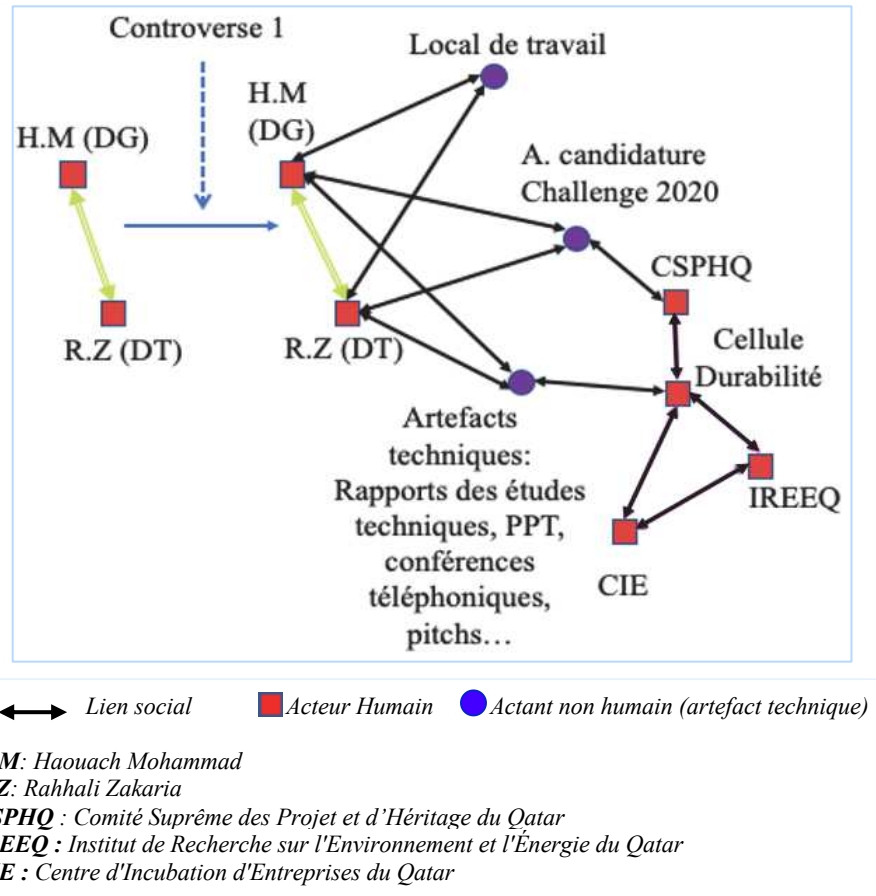 Controverse 1
Local de travail
H.M
(DG)
H.M (DG)
A. candidature
Challenge 2020
CSPHQ
R.Z (DT)
R.Z (DT)
Cellule
Durabilité
Artefacts
techniques:
Rapports des études
techniques, PPT,
conférences
téléphoniques,
pitchs…
IREEQ
CIE
Lien social
Acteur Humain
Actant non humain (artefact technique)
M: Haouach Mohammad
Z: Rahhali Zakaria
SPHQ : Comité Suprême des Projet et d’Héritage du Qatar
EEQ : Institut de Recherche sur l'Environnement et l'Énergie du Qatar
IE : Centre d'Incubation d'Entreprises du Qatar